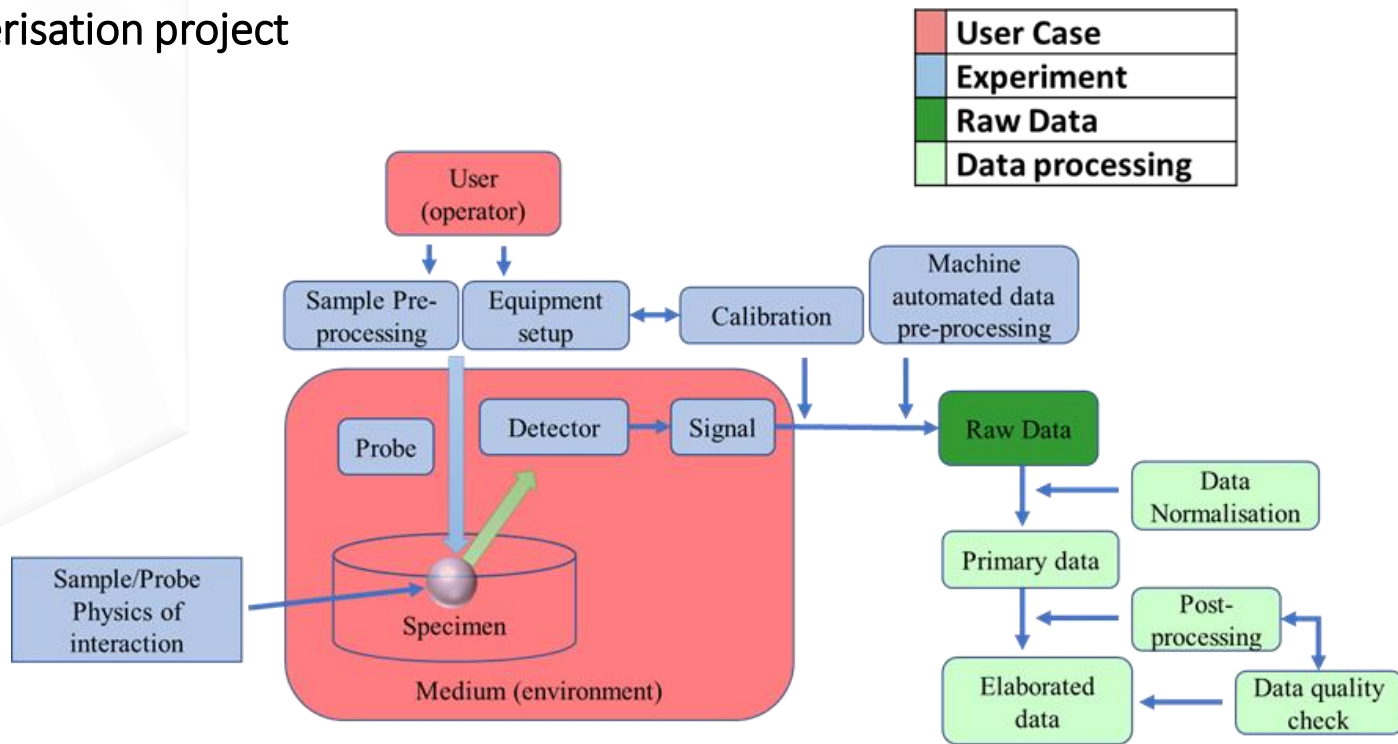 erisation project
User Case
Experiment
Raw Data
Data processing
User
(operator)
Sample Pre-
processing
Equipment
setup
Calibration
Machine
automated data
pre-processing
Probe
Detector
Signal
Raw Data
Data
Normalisation
Primary data
Sample/Probe
Physics of
interaction
Specimen
Post-
processing
Medium (environment)
Elaborated
data
Data quality
check